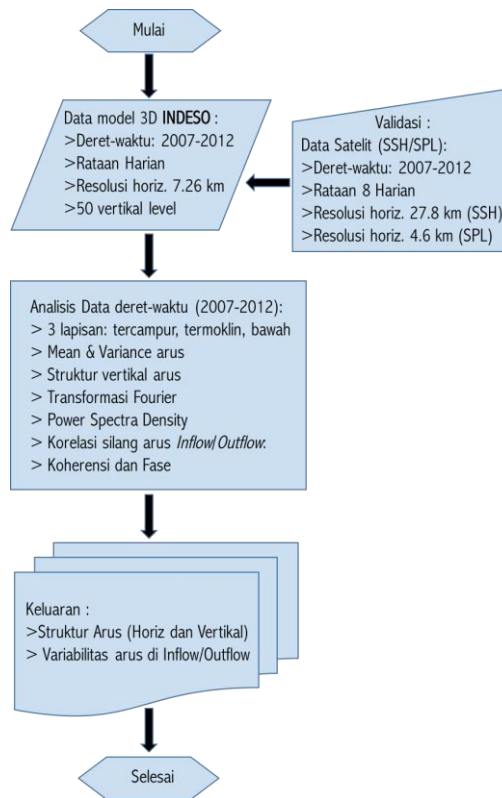 Mulai
Data model 3D INDESO :
>Deret-waktu: 2007-2012
>Rataan Harian
>Resolusi horiz. 7.26 km
>50 vertikal level
Validasi :
Data Satelit (SSH/SPL):
>Deret-waktu: 2007-2012
>Rataan 8 Harian
>Resolusi horiz. 27.8 km (SSH)
>Resolusi horiz. 4.6 km (SPL)
Analisis Data deret-waktu (2007-2012):
> 3 lapisan: tercampur, termoklin, bawah
> Mean & Variance arus
> Struktur vertikal arus
> Transformasi Fourier
> Power Spectra Density
> Korelasi silang arus Inflow/Outflow.
> Koherensi dan Fase
Keluaran :
>Struktur Arus (Horiz dan Vertikal)
> Variabilitas arus di Inflow/Outflow
Selesai